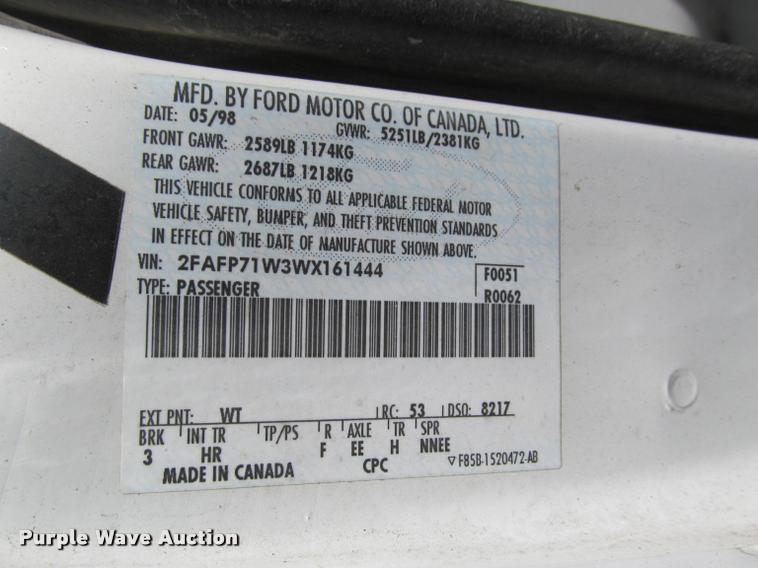 MFD. BY FORD MOTOR CO. OF CANADA, LTD.
DATE: 05/98 GVWR: 5251LB/2381KG
FRONT GAWR: 2589LB 1174KG
REAR GAWR: 2687LB 1218KG
THIS VEHICLE CONFORMS TO ALL APPLICABLE FEDERAL MOTOR
VEHICLE SAFETY, BUMPER, AND THEFT PREVENTION STANDARDS
IN EFFECT ON THE DATE OF MANUFACTURE SHOWN ABOVE.
VIN: 2FAFP71W3WX161444 F0051
TYPE: PASSENGER R0062
EXT PNT: WT RC: 53 DSO: 8217
BRK INT TR TP/PS R AXLE TR SPR
3 HR F EE H NNEE
MADE IN CANADA CPC ▽ F85B-1520472-AB
Purple Wave Auction